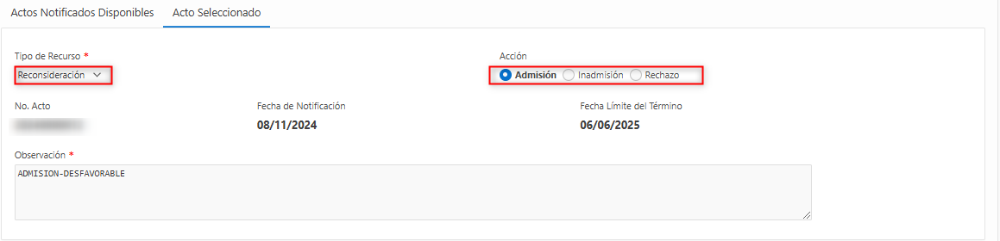 Actos Notificados Disponibles Acto Seleccionado
Tipo de Recurso * Acción
Reconsideración Admisión Inadmisión Rechazo
No. Acto Fecha de Notificación Fecha Límite del Término
08/11/2024 06/06/2025
Observación *
ADMISION-DESFAVORABLE